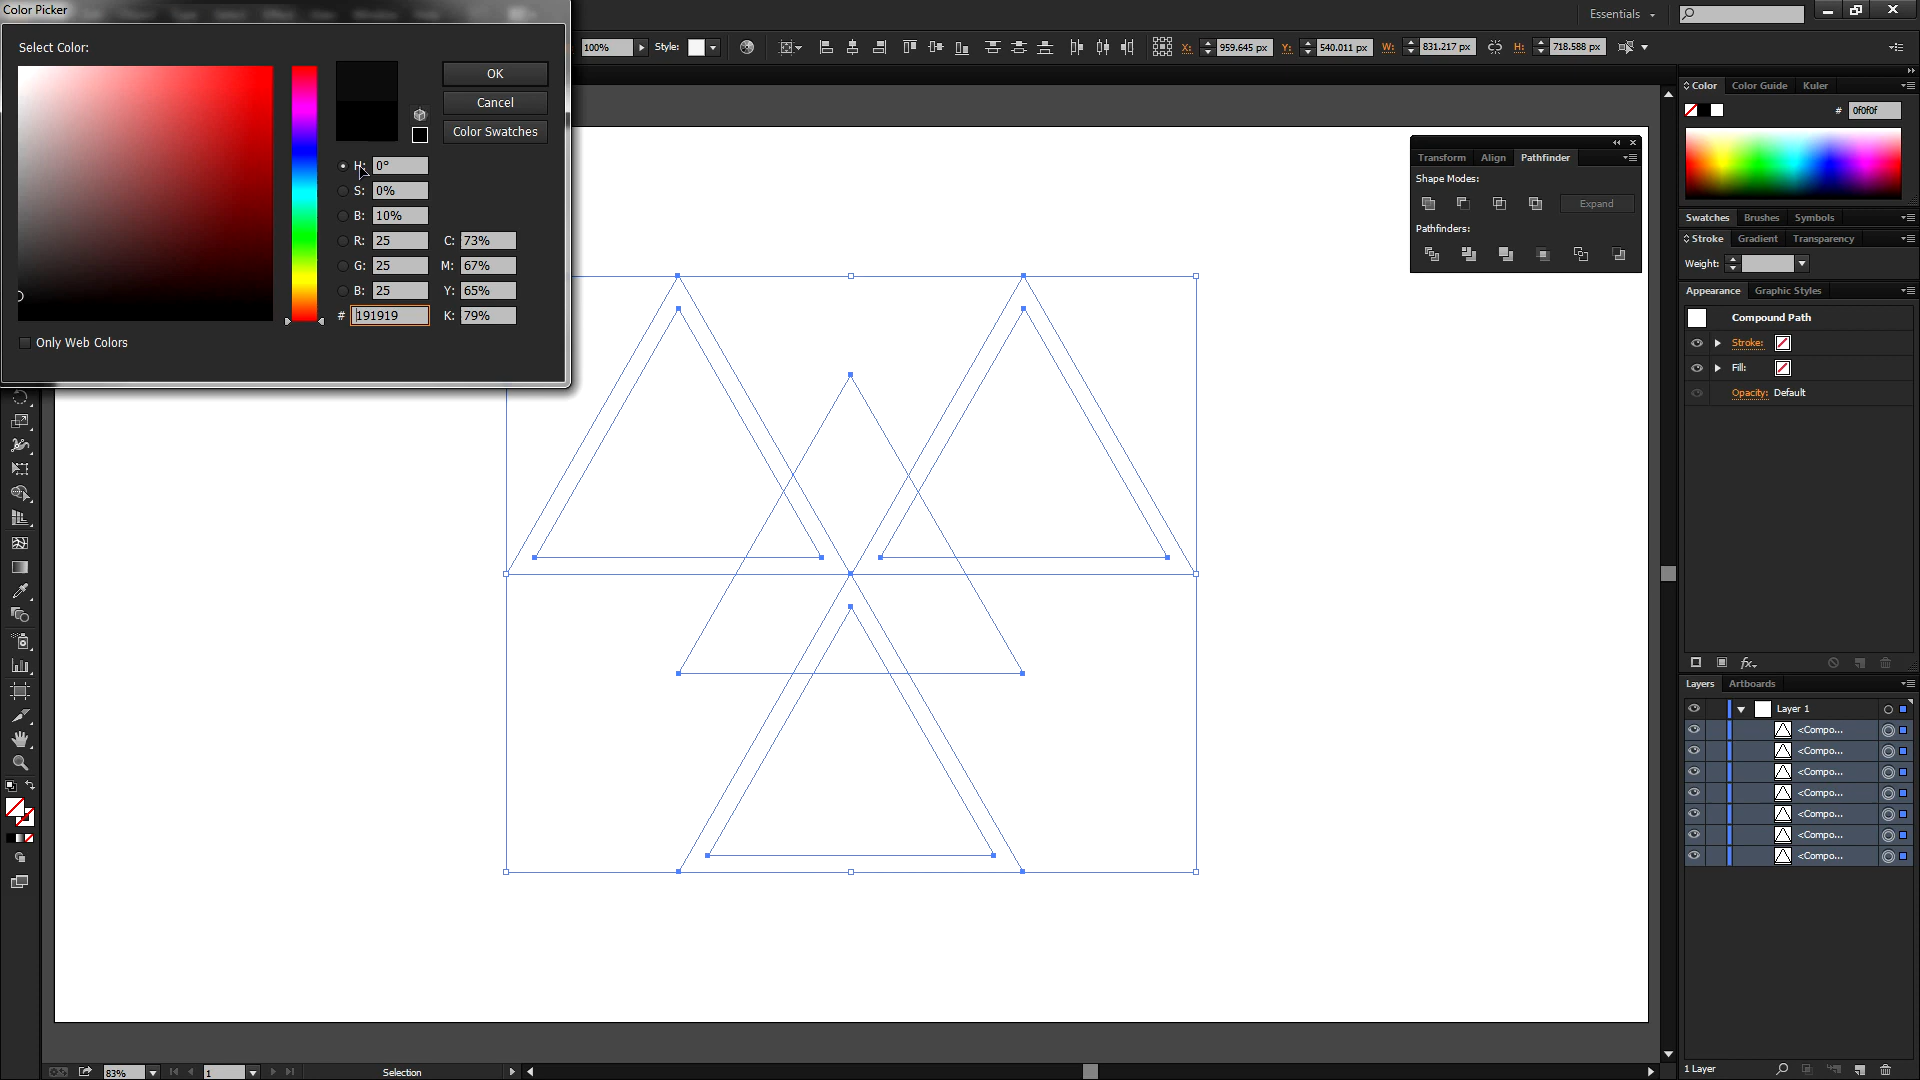 Color Picker
Select Color:
OK
Cancel
Color Swatches
H: 0°
S: 0%
B: 10%
R: 25
G: 25
B: 25
# 191919
C: 73%
M: 67%
Y: 65%
K: 79%
Only Web Colors
100%
Style:
X: 959.645 px
Y: 540.011 px
W: 831.217 px
H: 718.588 px
Essentials
Transform Align Pathfinder
Shape Modes:
Expand
Pathfinders:
Color Color Guide Kuler
# 0f0f0f
Swatches Brushes Symbols
Stroke Gradient Transparency
Weight:
Appearance Graphic Styles
Compound Path
Stroke:
Fill:
Opacity: Default
fx
Layers Artboards
Layer 1
<Compo...
<Compo...
<Compo...
<Compo...
<Compo...
<Compo...
<Compo...
1 Layer
83%
1
Selection